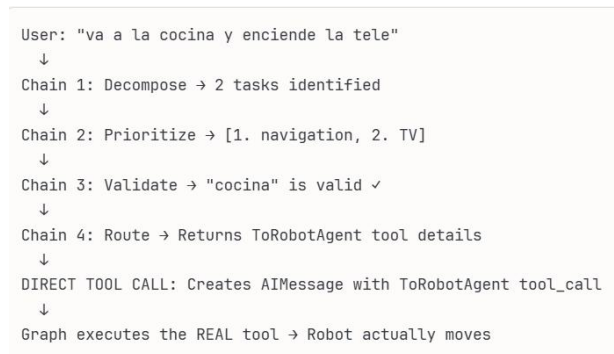 User: "va a la cocina y enciende la tele"
↓
Chain 1: Decompose → 2 tasks identified
↓
Chain 2: Prioritize → [1. navigation, 2. TV]
↓
Chain 3: Validate → "cocina" is valid ✓
↓
Chain 4: Route → Returns ToRobotAgent tool details
↓
DIRECT TOOL CALL: Creates AIMessage with ToRobotAgent tool_call
↓
Graph executes the REAL tool → Robot actually moves